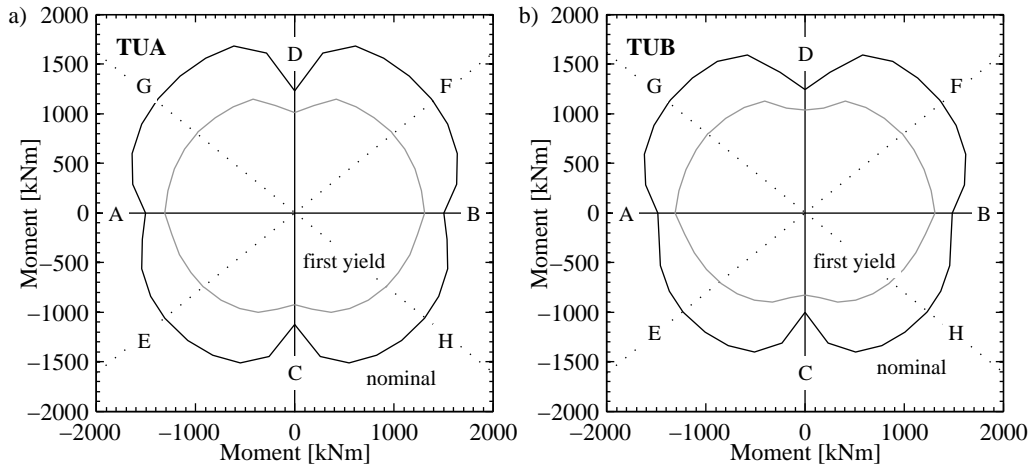 a)
TUA
Moment [kNm]
2000
1500
1000
500
0
−500
−1000
−1500
−2000
D
G
F
A
B
first yield
E
H
C
nominal
−2000 −1000 0 1000 2000
Moment [kNm]
b)
TUB
Moment [kNm]
2000
1500
1000
500
0
−500
−1000
−1500
−2000
D
G
F
A
B
first yield
E
H
C
nominal
−2000 −1000 0 1000 2000
Moment [kNm]